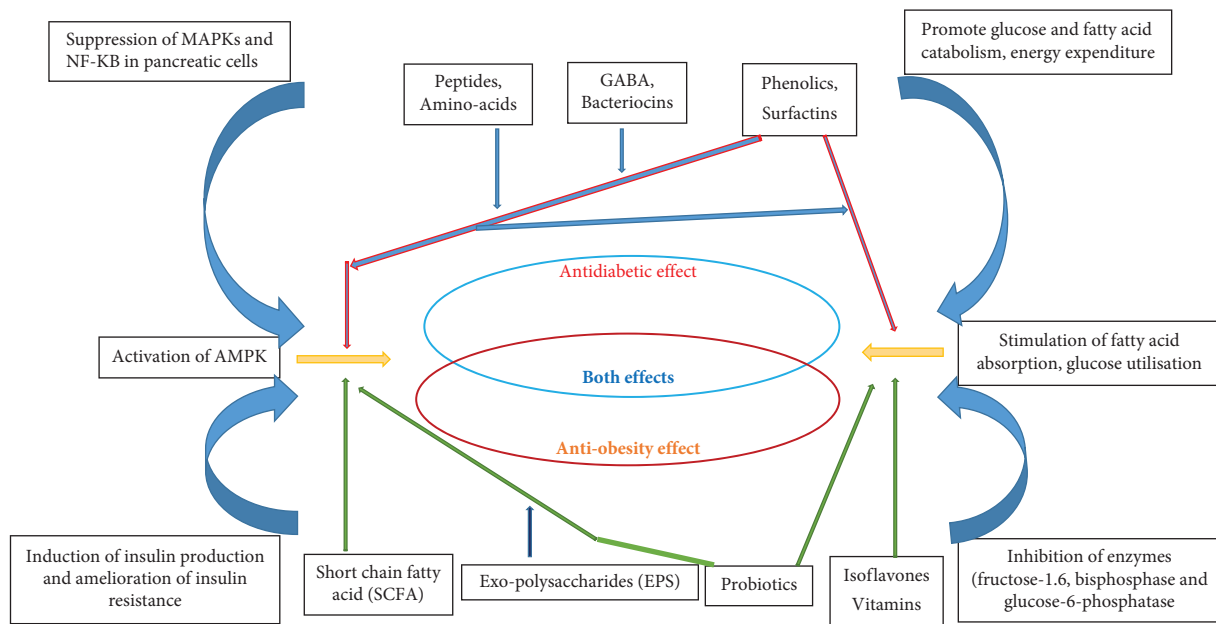 Suppression of MAPKs and
NF-KB in pancreatic cells
Promote glucose and fatty acid
catabolism, energy expenditure
Peptides,
Amino-acids
GABA,
Bacteriocins
Phenolics,
Surfactins
Antidiabetic effect
Activation of AMPK
Both effects
Stimulation of fatty acid
absorption, glucose utilisation
Anti-obesity effect
Induction of insulin production
and amelioration of insulin
resistance
Short chain fatty
acid (SCFA)
Exo-polysaccharides (EPS)
Probiotics
Isoflavones
Vitamins
Inhibition of enzymes
(fructose-1.6, bisphosphase and
glucose-6-phosphatase